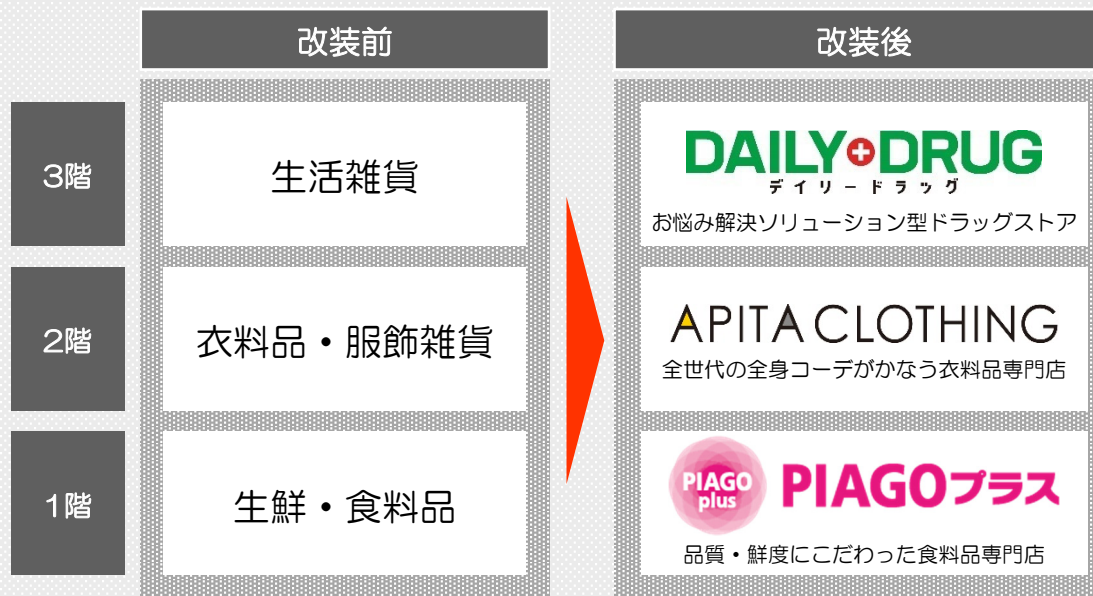 改装前
改装後
3階
生活雑貨
DAILY DRUG
デイリードラッグ
お悩み解決ソリューション型ドラッグストア
2階
衣料品・服飾雑貨
APITA CLOTHING
全世代の全身コーデがかなう衣料品専門店
1階
生鮮・食料品
PIAGO
plus
PIAGOプラス
品質・鮮度にこだわった食料品専門店